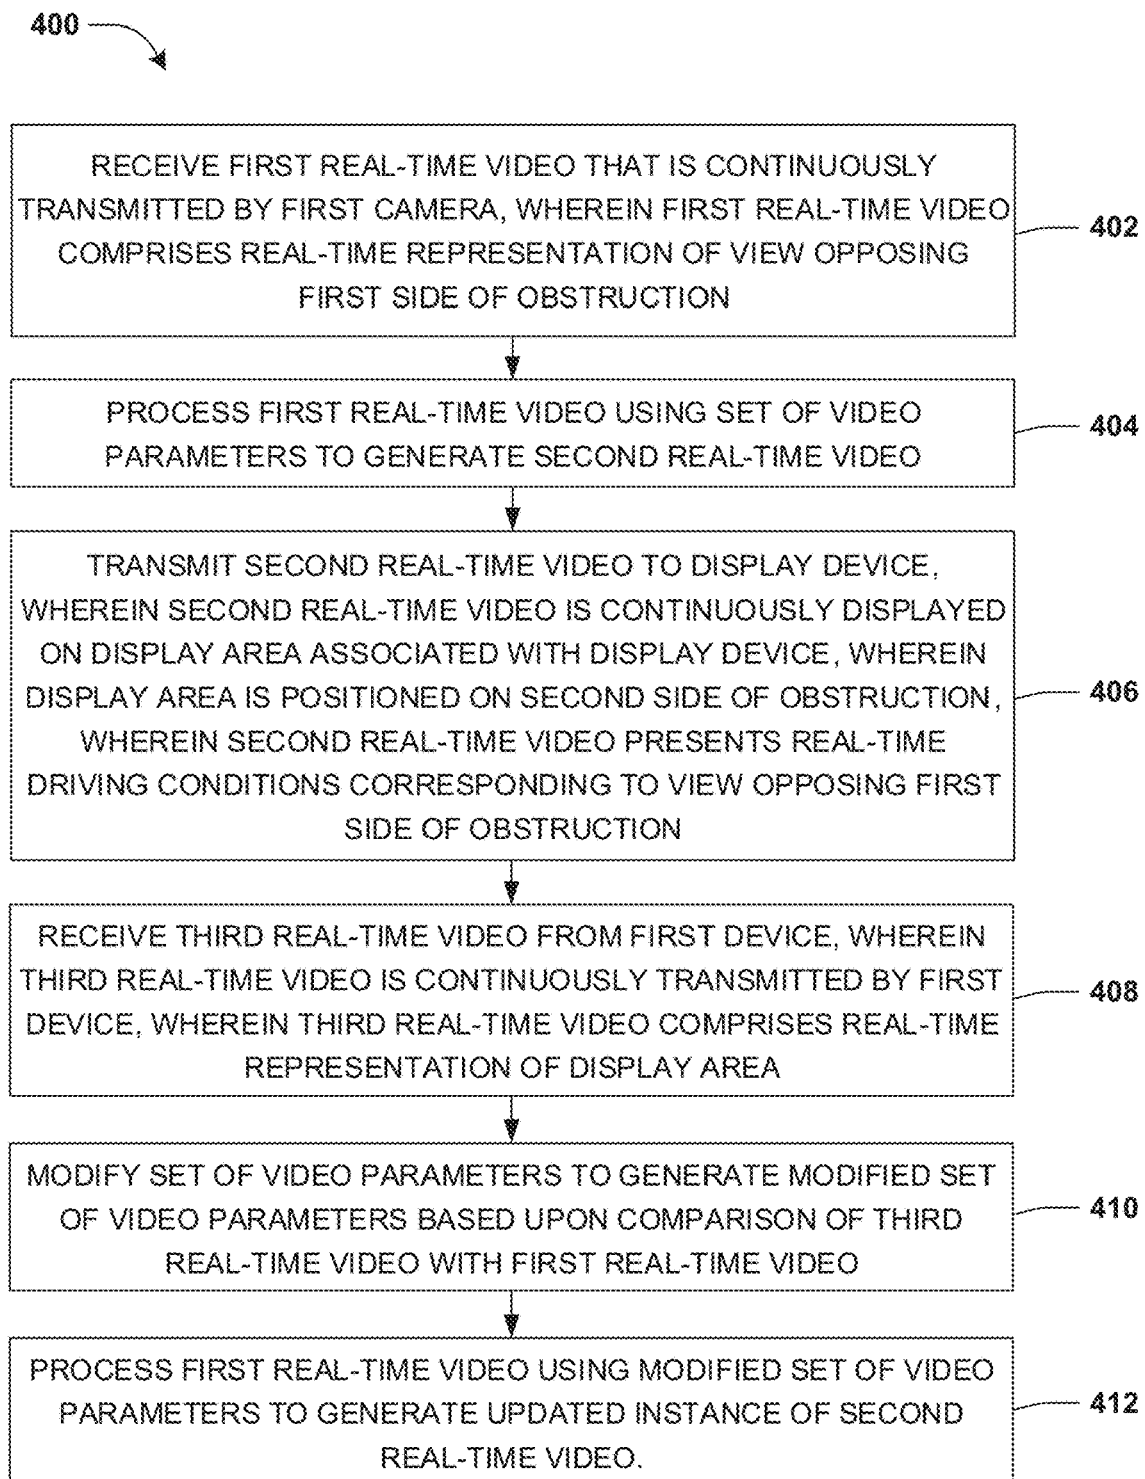 400
RECEIVE FIRST REAL-TIME VIDEO THAT IS CONTINUOUSLY
TRANSMITTED BY FIRST CAMERA, WHEREIN FIRST REAL-TIME VIDEO
COMPRISES REAL-TIME REPRESENTATION OF VIEW OPPOSING
FIRST SIDE OF OBSTRUCTION
402
PROCESS FIRST REAL-TIME VIDEO USING SET OF VIDEO
PARAMETERS TO GENERATE SECOND REAL-TIME VIDEO
404
TRANSMIT SECOND REAL-TIME VIDEO TO DISPLAY DEVICE,
WHEREIN SECOND REAL-TIME VIDEO IS CONTINUOUSLY DISPLAYED
ON DISPLAY AREA ASSOCIATED WITH DISPLAY DEVICE, WHEREIN
DISPLAY AREA IS POSITIONED ON SECOND SIDE OF OBSTRUCTION,
WHEREIN SECOND REAL-TIME VIDEO PRESENTS REAL-TIME
DRIVING CONDITIONS CORRESPONDING TO VIEW OPPOSING FIRST
SIDE OF OBSTRUCTION
406
RECEIVE THIRD REAL-TIME VIDEO FROM FIRST DEVICE, WHEREIN
THIRD REAL-TIME VIDEO IS CONTINUOUSLY TRANSMITTED BY FIRST
DEVICE, WHEREIN THIRD REAL-TIME VIDEO COMPRISES REAL-TIME
REPRESENTATION OF DISPLAY AREA
408
MODIFY SET OF VIDEO PARAMETERS TO GENERATE MODIFIED SET
OF VIDEO PARAMETERS BASED UPON COMPARISON OF THIRD
REAL-TIME VIDEO WITH FIRST REAL-TIME VIDEO
410
PROCESS FIRST REAL-TIME VIDEO USING MODIFIED SET OF VIDEO
PARAMETERS TO GENERATE UPDATED INSTANCE OF SECOND
REAL-TIME VIDEO.
412